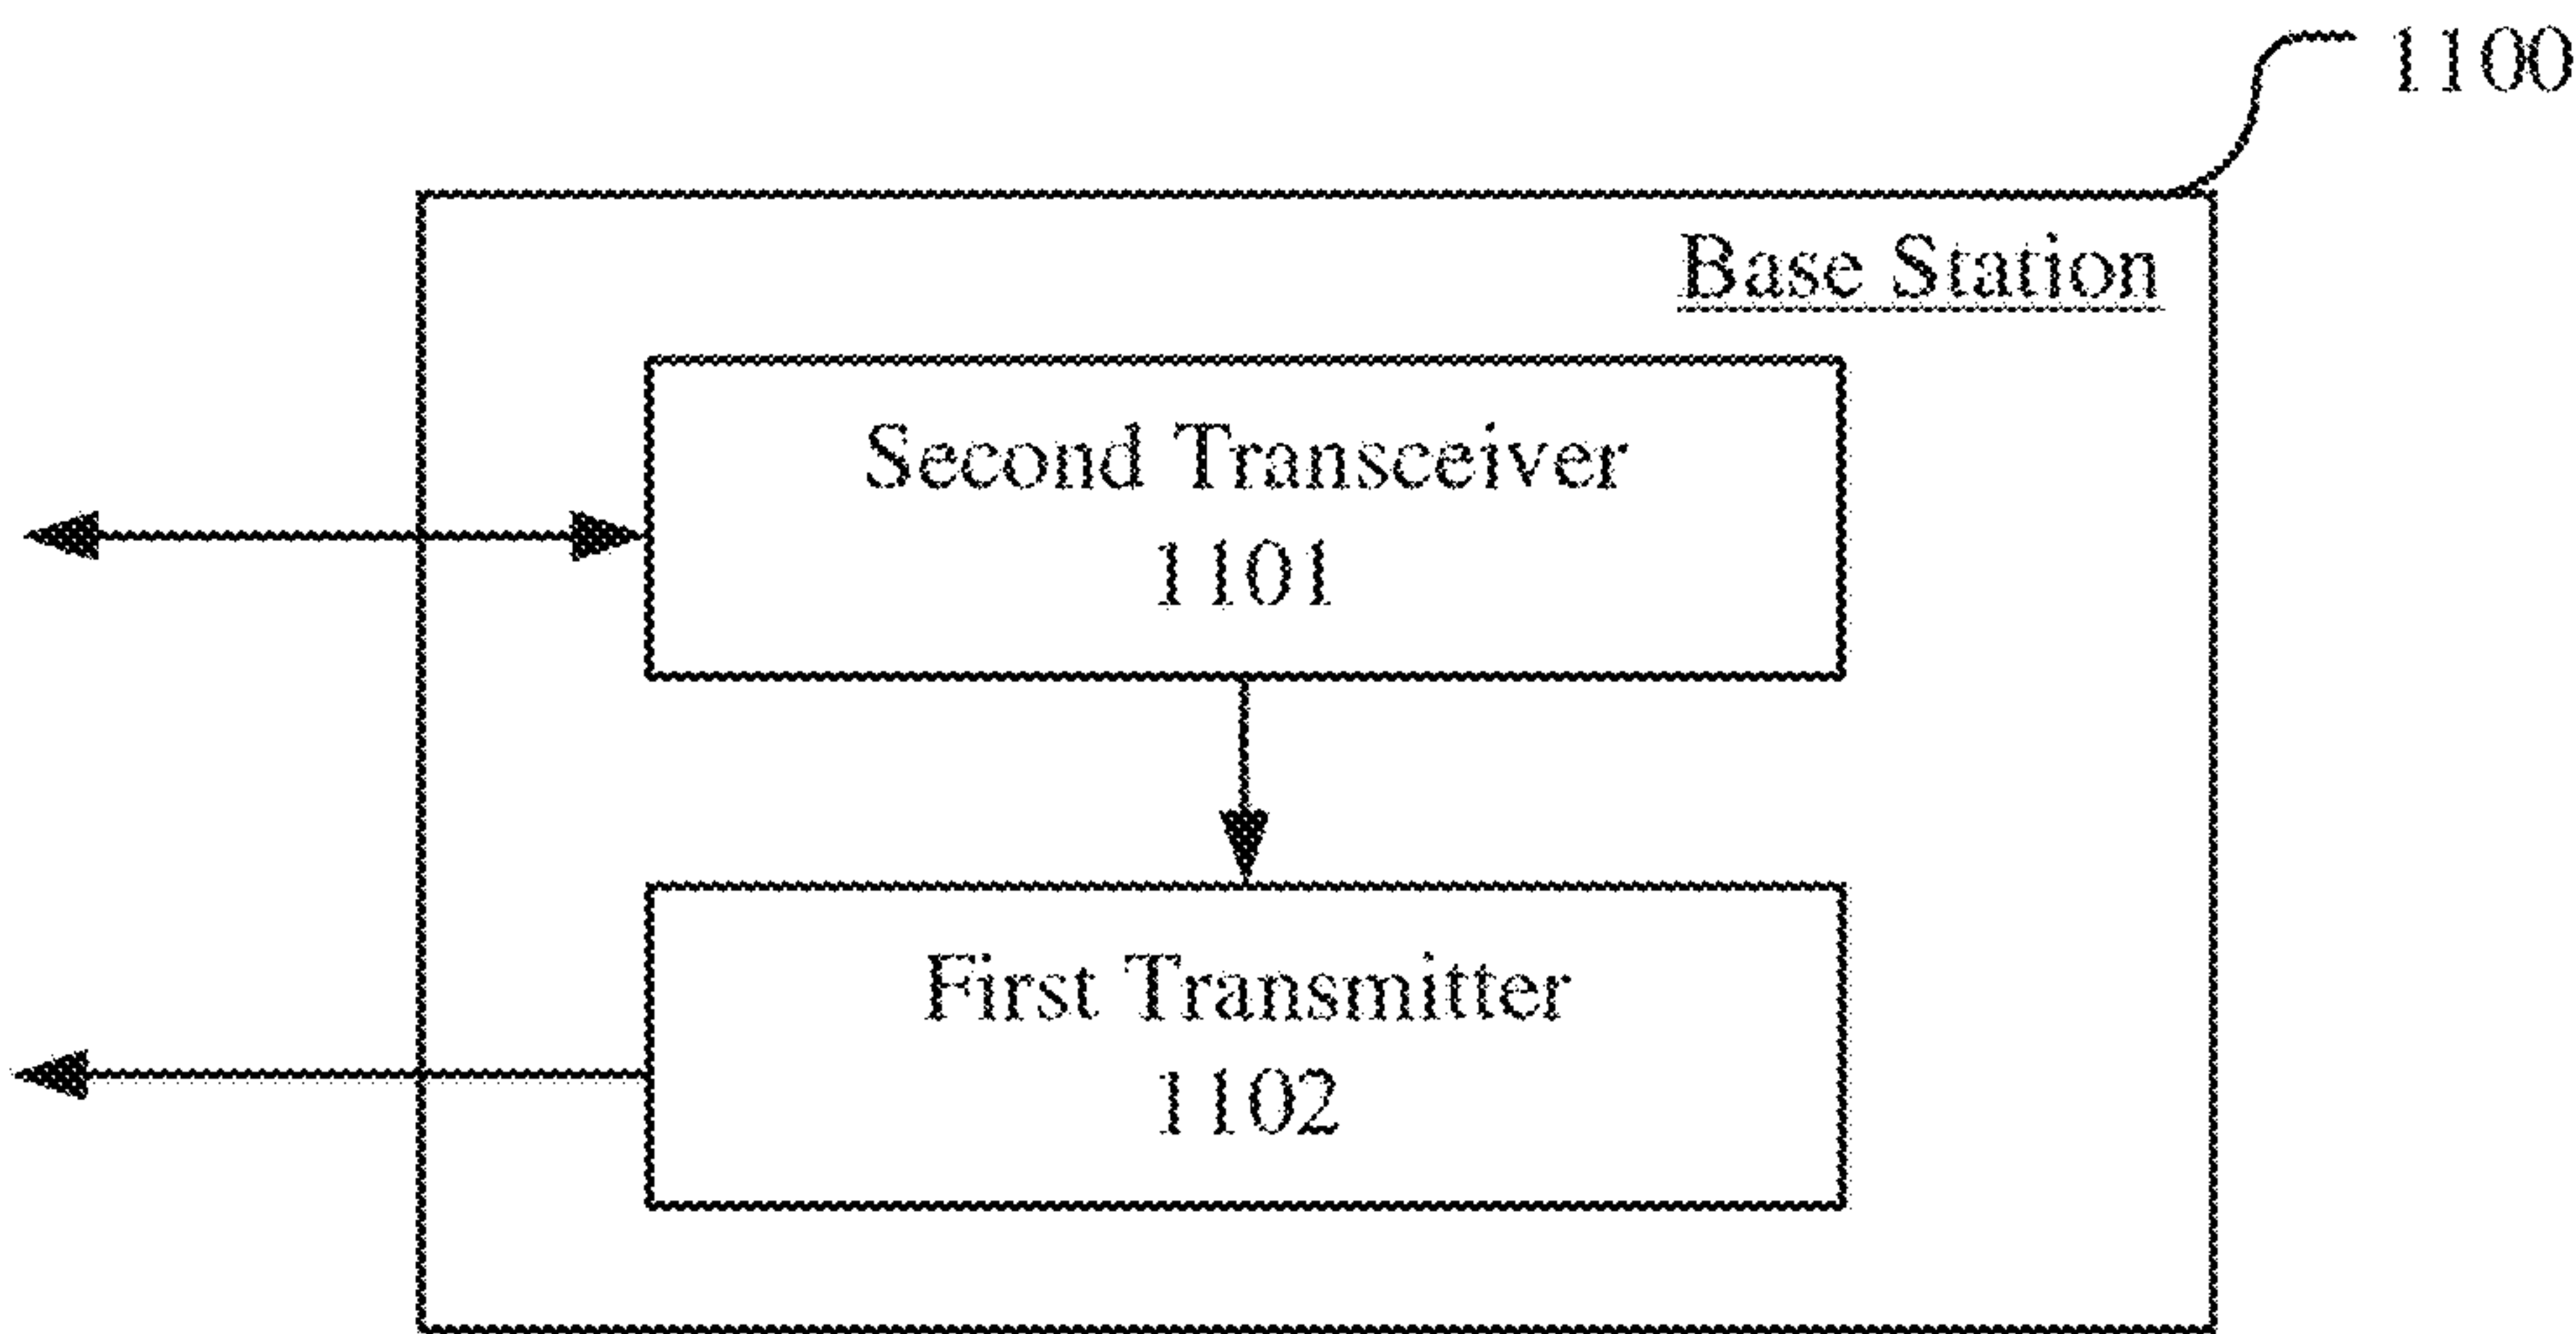 1100
Base Station
Second Transceiver
1101
First Transmitter
1102